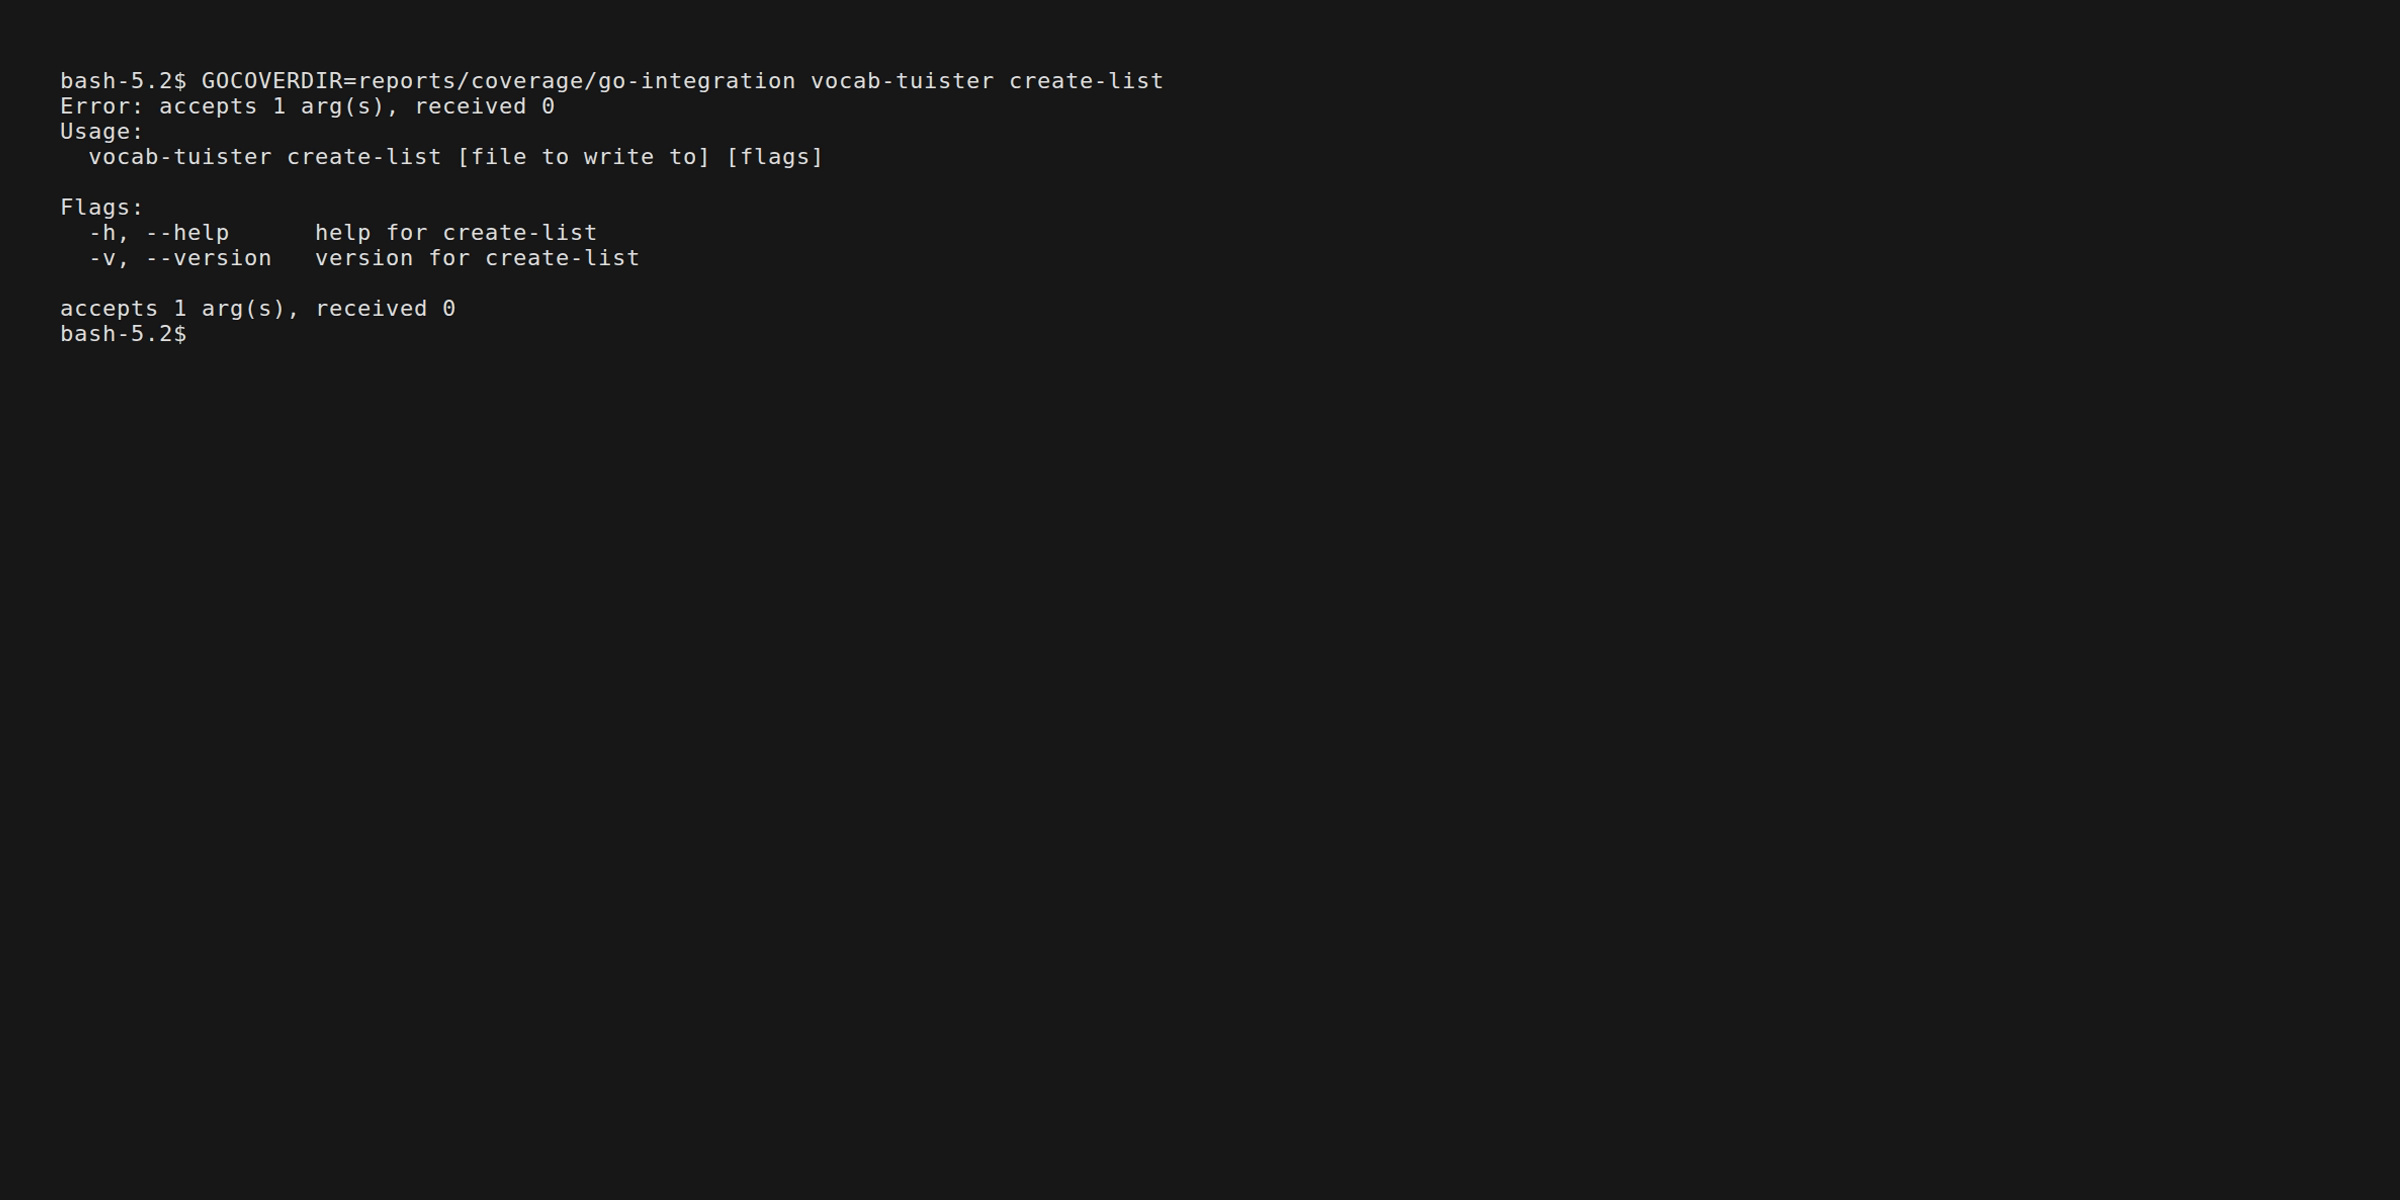 bash-5.2$ GOCOVERDIR=reports/coverage/go-integration vocab-tuister create-list
Error: accepts 1 arg(s), received 0
Usage:
  vocab-tuister create-list [file to write to] [flags]

Flags:
  -h, --help      help for create-list
  -v, --version   version for create-list

accepts 1 arg(s), received 0
bash-5.2$